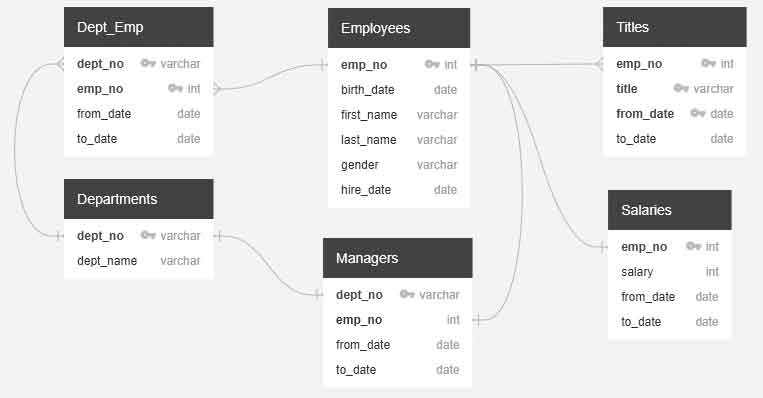 Dept_Emp
dept_no varchar
emp_no int
from_date date
to_date date
Departments
dept_no varchar
dept_name varchar
Employees
emp_no int
birth_date date
first_name varchar
last_name varchar
gender varchar
hire_date date
Managers
dept_no varchar
emp_no int
from_date date
to_date date
Titles
emp_no int
title varchar
from_date date
to_date date
Salaries
emp_no int
salary int
from_date date
to_date date